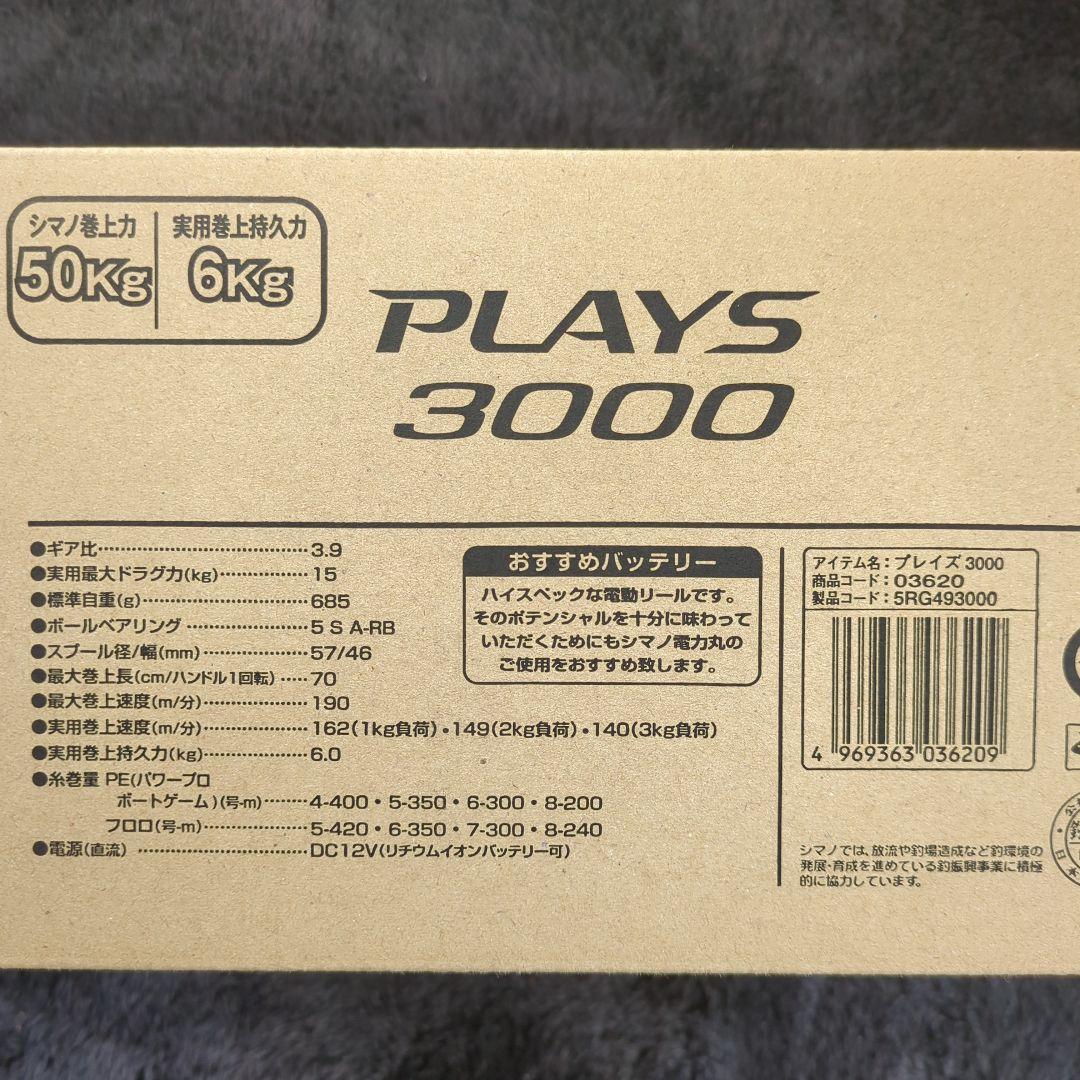 シマノ巻上力
50Kg
実用巻上持久力
6Kg
PLAYS
3000
●ギア比・・・・・・・・・・3.9
●実用最大ドラグ力(kg)・・・・・・・・・・15
●標準自重(g)・・・・・・・・・・685
●ボールベアリング・・・・・・・・・・5 S A-RB
●スプール径/幅(mm)・・・・・・・・・・57/46
●最大巻上長(cm/ハンドル1回転)・・・・・70
●最大巻上速度(m/分)・・・・・・・・・・190
●実用巻上速度(m/分)・・・・・・・・・・162(1kg負荷)・149(2kg負荷)・140(3kg負荷)
●実用巻上持久力(kg)・・・・・・・・・・6.0
●糸巻量 PE(パワープロ
ボートゲーム)(号-m)・・・・・・・・4-400・5-350・6-300・8-200
フロロ(号-m)・・・・・・・・・・5-420・6-350・7-300・8-240
●電源(直流)・・・・・・・・・・DC12V(リチウムイオンバッテリー可)
おすすめバッテリー
ハイスペックな電動リールです。
そのポテンシャルを十分に味わって
いただくためにもシマノ電力丸の
ご使用をおすすめ致します。
アイテム名：プレイズ 3000
商品コード：03620
製品コード：5RG493000
4 969363 036209
シマノでは、放流や釣場造成など釣環境の
発展・育成を進めている釣振興事業に積極
的に協力しています。